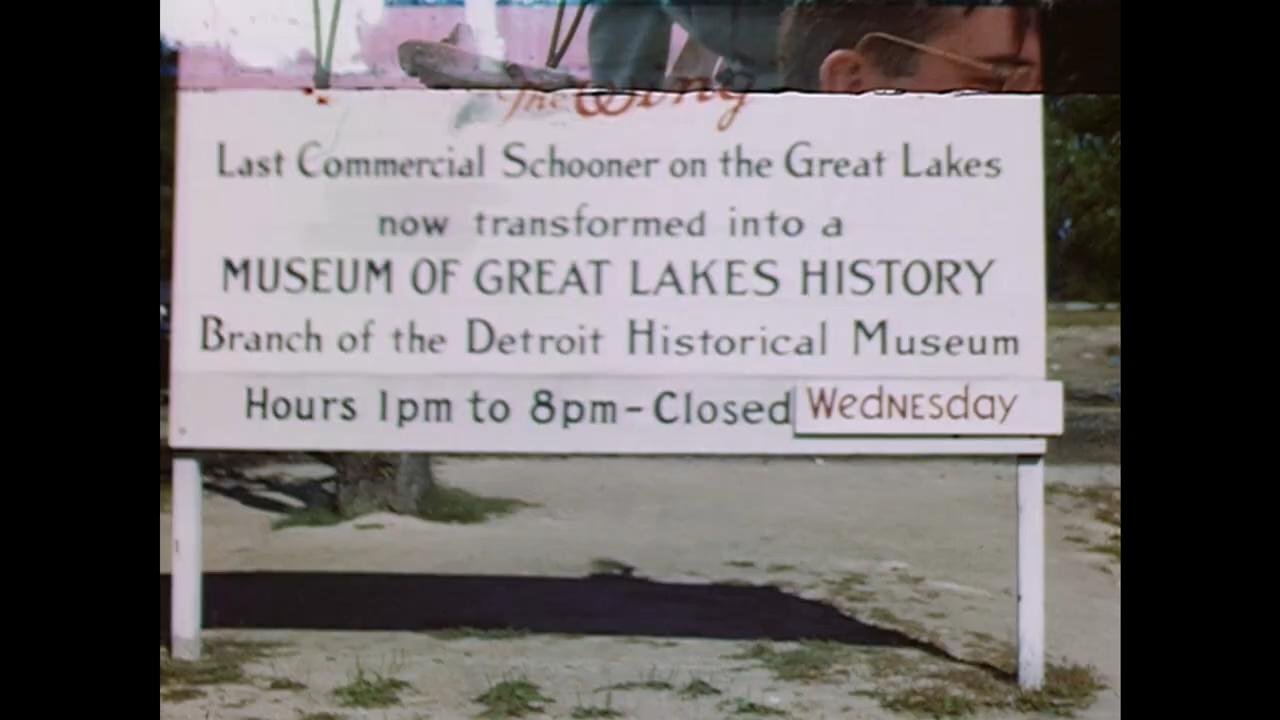 The
Last Commercial Schooner on the Great Lakes
now transformed into a
MUSEUM OF GREAT LAKES HISTORY
Branch of the Detroit Historical Museum
Hours 1pm to 8pm - Closed Wednesday